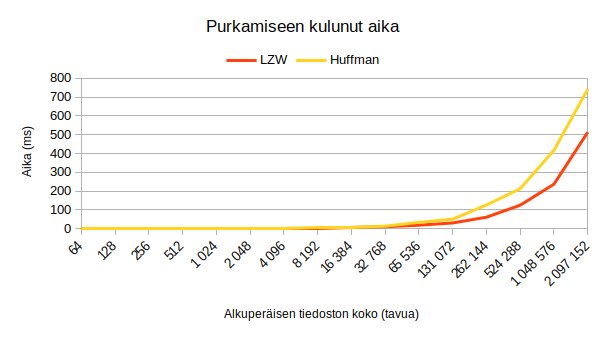 Purkamiseen kulunut aika
LZW Huffman
800
700
600
500
400
300
200
100
0
Aika (ms)
64 128 256 512 1 024 2 048 4 096 8 192 16 384 32 768 65 536 131 072 262 144 524 288 1 048 576 2 097 152
Alkuperäisen tiedoston koko (tavua)